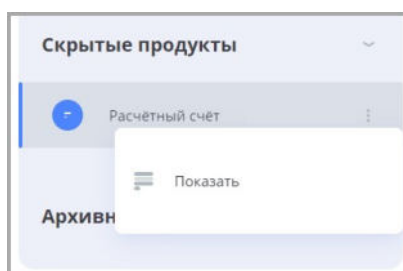 Скрытые продукты
Расчётный счёт
Показать
Архивн